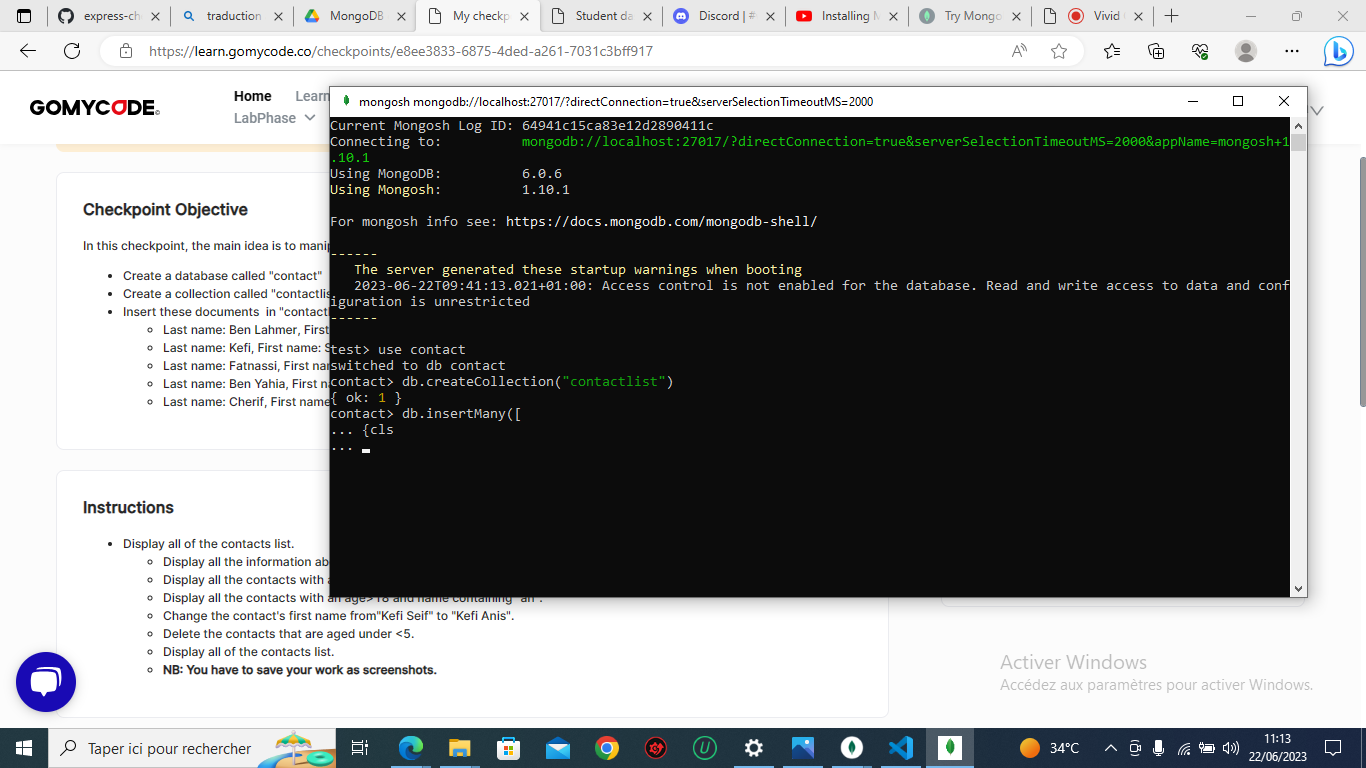 express-ch
traduction
MongoDB
My checkp
Student da
Discord | #
Installing M
Try Mongo
Vivid
https://learn.gomycode.co/checkpoints/e8ee3833-6875-4ded-a261-7031c3bff917
GOMYCODE
Home
Learn
LabPhase
mongosh mongodb://localhost:27017/?directConnection=true&serverSelectionTimeoutMS=2000
Current Mongosh Log ID: 64941c15ca83e12d2890411c
Connecting to: mongodb://localhost:27017/?directConnection=true&serverSelectionTimeoutMS=2000&appName=mongosh+1
.10.1
Using MongoDB: 6.0.6
Using Mongosh: 1.10.1
For mongosh info see: https://docs.mongodb.com/mongodb-shell/
------
The server generated these startup warnings when booting
2023-06-22T09:41:13.021+01:00: Access control is not enabled for the database. Read and write access to data and conf
iguration is unrestricted
------
test> use contact
switched to db contact
contact> db.createCollection("contactlist")
{ ok: 1 }
contact> db.insertMany([
... {cls
...
Checkpoint Objective
In this checkpoint, the main idea is to mani
Create a database called "contact"
Create a collection called "contactlis
Insert these documents in "contactl
Last name: Ben Lahmer, First
Last name: Kefi, First name: S
Last name: Fatnassi, First na
Last name: Ben Yahia, First n
Last name: Cherif, First name
Instructions
Display all of the contacts list.
Display all the information ab
Display all the contacts with a
Display all the contacts with an age>18 and name containing "ah".
Change the contact's first name from"Kefi Seif" to "Kefi Anis".
Delete the contacts that are aged under <5.
Display all of the contacts list.
NB: You have to save your work as screenshots.
Activer Windows
Accédez aux paramètres pour activer Windows.
Taper ici pour rechercher
34°C
11:13
22/06/2023